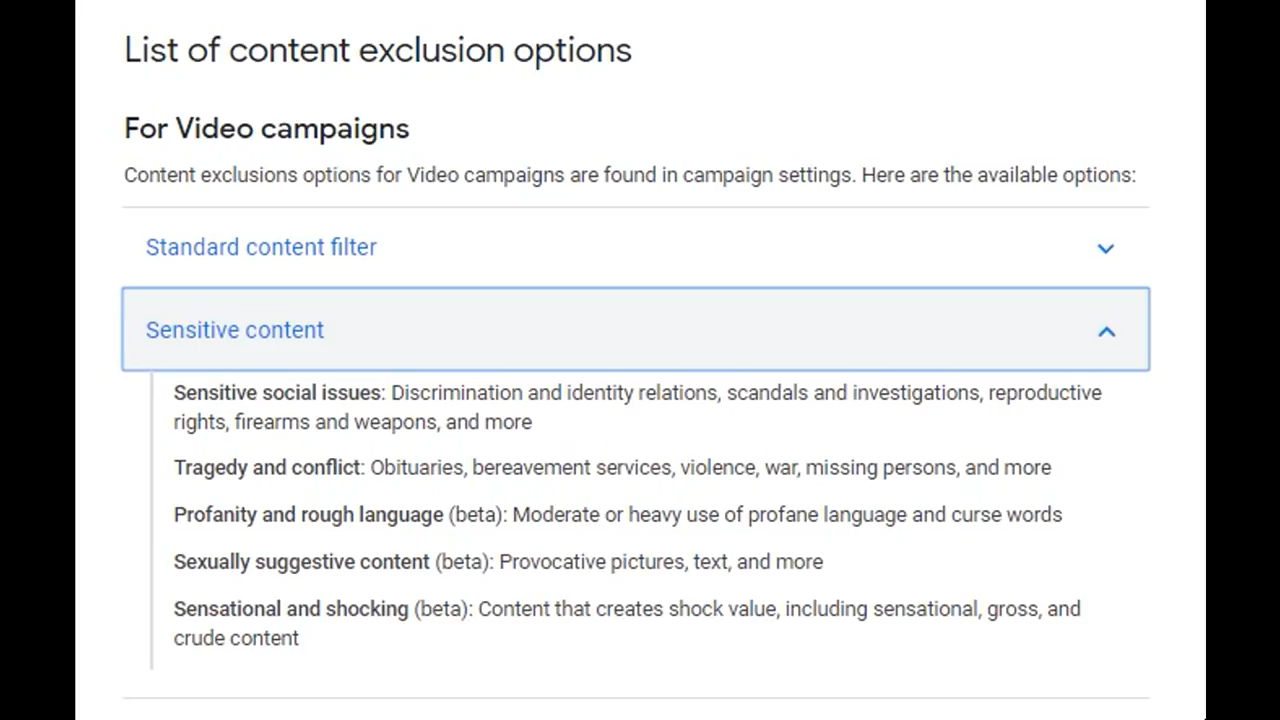 List of content exclusion options
For Video campaigns
Content exclusions options for Video campaigns are found in campaign settings. Here are the available options:
Standard content filter
Sensitive content
Sensitive social issues: Discrimination and identity relations, scandals and investigations, reproductive
rights, firearms and weapons, and more
Tragedy and conflict: Obituaries, bereavement services, violence, war, missing persons, and more
Profanity and rough language (beta): Moderate or heavy use of profane language and curse words
Sexually suggestive content (beta): Provocative pictures, text, and more
Sensational and shocking (beta): Content that creates shock value, including sensational, gross, and
crude content